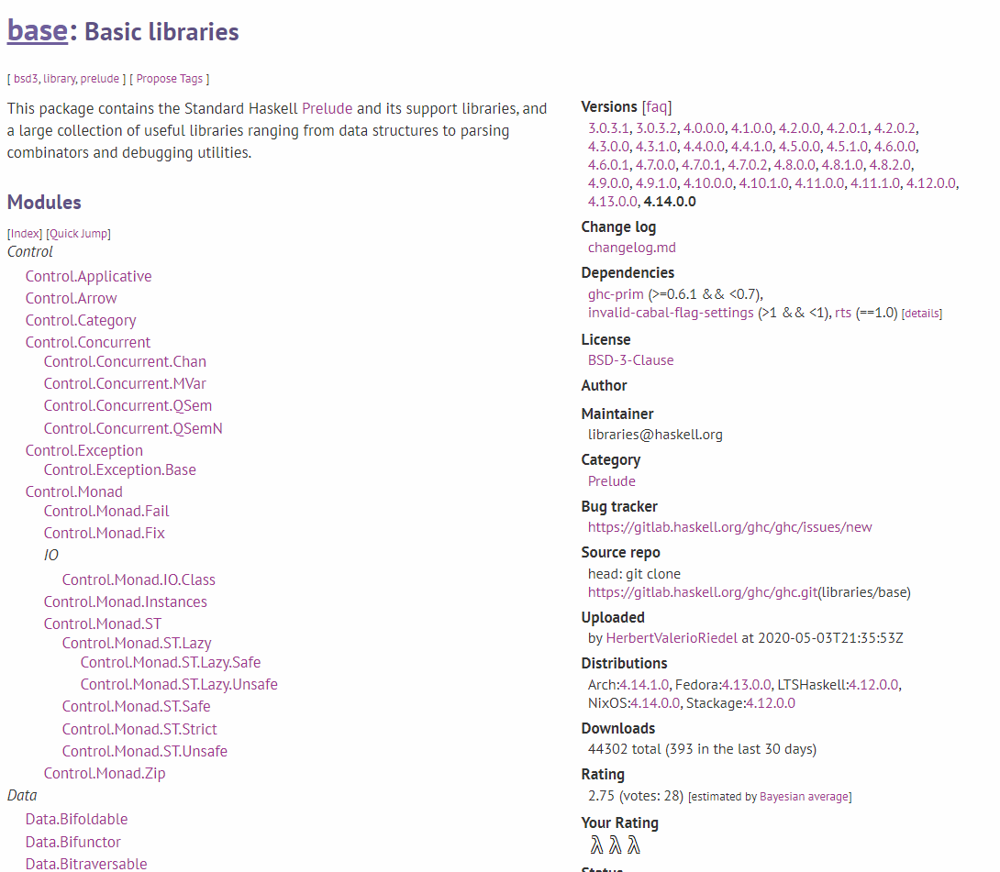 base: Basic libraries
[ bsd3, library, prelude ] [ Propose Tags ]
This package contains the Standard Haskell Prelude and its support libraries, and
a large collection of useful libraries ranging from data structures to parsing
combinators and debugging utilities.
Modules
[Index] [Quick Jump]
Control
Control.Applicative
Control.Arrow
Control.Category
Control.Concurrent
Control.Concurrent.Chan
Control.Concurrent.MVar
Control.Concurrent.QSem
Control.Concurrent.QSemN
Control.Exception
Control.Exception.Base
Control.Monad
Control.Monad.Fail
Control.Monad.Fix
IO
Control.Monad.IO.Class
Control.Monad.Instances
Control.Monad.ST
Control.Monad.ST.Lazy
Control.Monad.ST.Lazy.Safe
Control.Monad.ST.Lazy.Unsafe
Control.Monad.ST.Safe
Control.Monad.ST.Strict
Control.Monad.ST.Unsafe
Control.Monad.Zip
Data
Data.Bifoldable
Data.Bifunctor
Data.Bitraversable
Versions [faq]
3.0.3.1, 3.0.3.2, 4.0.0.0, 4.1.0.0, 4.2.0.0, 4.2.0.1, 4.2.0.2,
4.3.0.0, 4.3.1.0, 4.4.0.0, 4.4.1.0, 4.5.0.0, 4.5.1.0, 4.6.0.0,
4.6.0.1, 4.7.0.0, 4.7.0.1, 4.7.0.2, 4.8.0.0, 4.8.1.0, 4.8.2.0,
4.9.0.0, 4.9.1.0, 4.10.0.0, 4.10.1.0, 4.11.0.0, 4.11.1.0, 4.12.0.0,
4.13.0.0, 4.14.0.0
Change log
changelog.md
Dependencies
ghc-prim (>=0.6.1 && <0.7),
invalid-cabal-flag-settings (>1 && <1), rts (==1.0) [details]
License
BSD-3-Clause
Author
Maintainer
libraries@haskell.org
Category
Prelude
Bug tracker
https://gitlab.haskell.org/ghc/ghc/issues/new
Source repo
head: git clone
https://gitlab.haskell.org/ghc/ghc.git(libraries/base)
Uploaded
by HerbertValerioRiedel at 2020-05-03T21:35:53Z
Distributions
Arch:4.14.1.0, Fedora:4.13.0.0, LTSHaskell:4.12.0.0,
NixOS:4.14.0.0, Stackage:4.12.0.0
Downloads
44302 total (393 in the last 30 days)
Rating
2.75 (votes: 28) [estimated by Bayesian average]
Your Rating
λ λ λ
Status